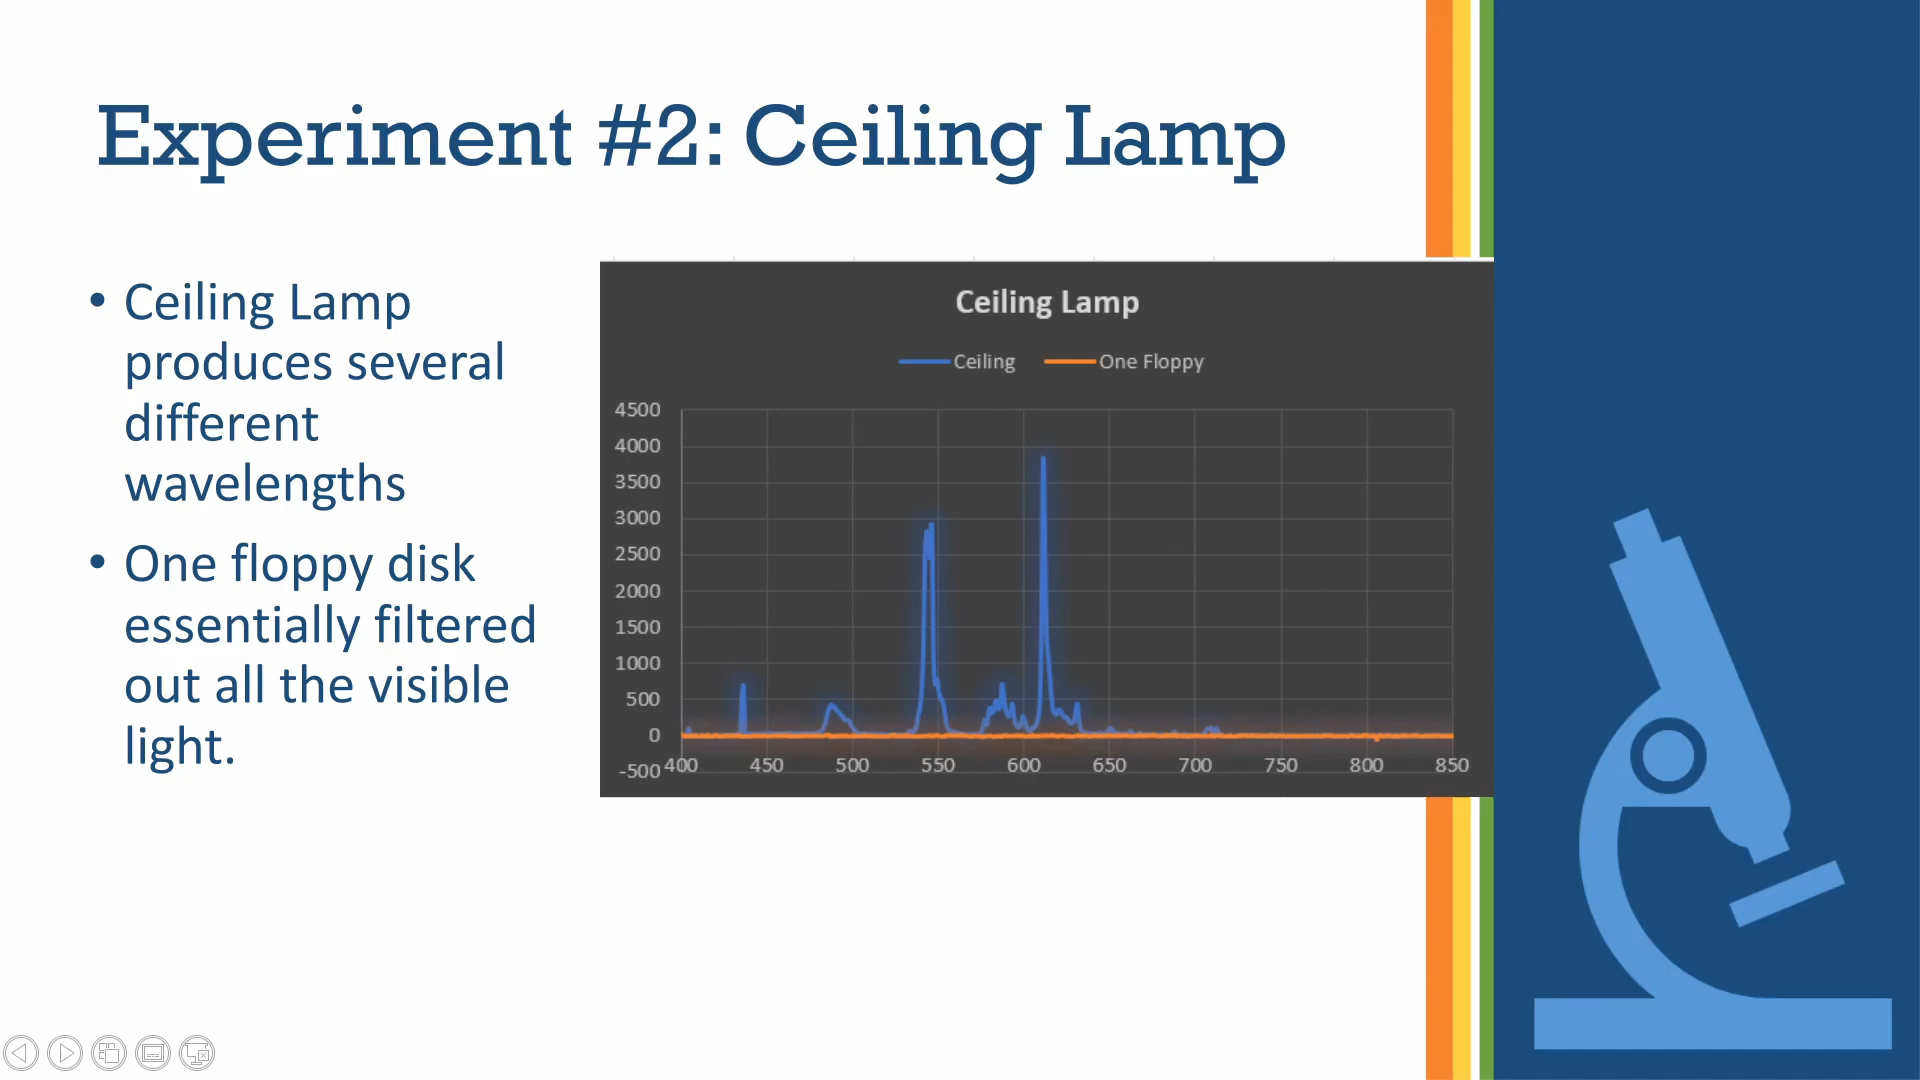 Experiment #2: Ceiling Lamp
• Ceiling Lamp
produces several
different
wavelengths
• One floppy disk
essentially filtered
out all the visible
light.
Ceiling Lamp
Ceiling One Floppy
4500
4000
3500
3000
2500
2000
1500
1000
500
0
-500
400 450 500 550 600 650 700 750 800 850